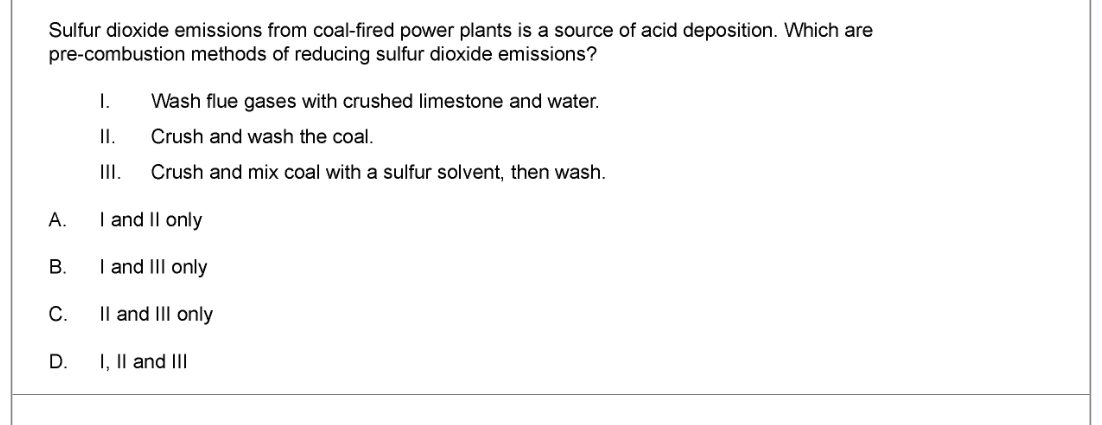 Sulfur dioxide emissions from coal-fired power plants is a source of acid deposition. Which are
pre-combustion methods of reducing sulfur dioxide emissions?
I. Wash flue gases with crushed limestone and water.
II. Crush and wash the coal.
III. Crush and mix coal with a sulfur solvent, then wash.
A. I and II only
B. I and III only
C. II and III only
D. I, II and III